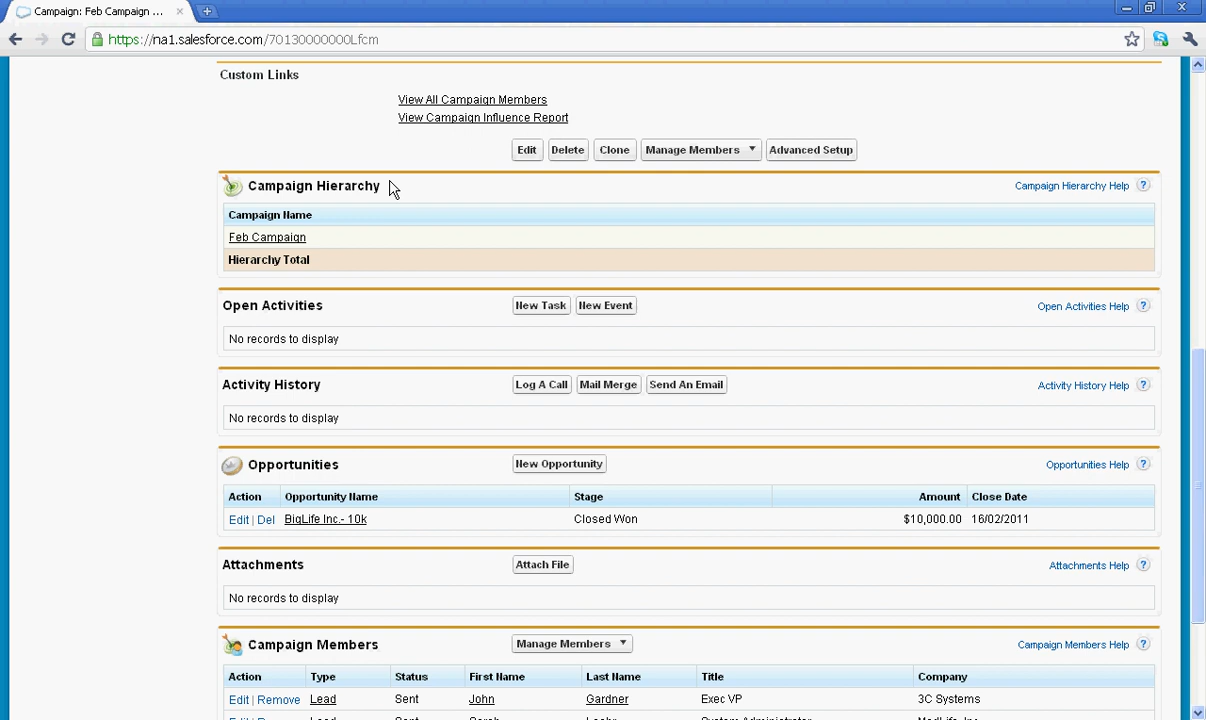 Campaign: Feb Campaign ...
https://na1.salesforce.com/70130000000Lfcm
Custom Links
View All Campaign Members
View Campaign Influence Report
Edit Delete Clone Manage Members Advanced Setup
Campaign Hierarchy Campaign Hierarchy Help ?
Campaign Name
Feb Campaign
Hierarchy Total
Open Activities New Task New Event Open Activities Help ?
No records to display
Activity History Log A Call Mail Merge Send An Email Activity History Help ?
No records to display
Opportunities New Opportunity Opportunities Help ?
Action Opportunity Name Stage Amount Close Date
Edit | Del BigLife Inc.- 10k Closed Won $10,000.00 16/02/2011
Attachments Attach File Attachments Help ?
No records to display
Campaign Members Manage Members Campaign Members Help ?
Action Type Status First Name Last Name Title Company
Edit | Remove Lead Sent John Gardner Exec VP 3C Systems